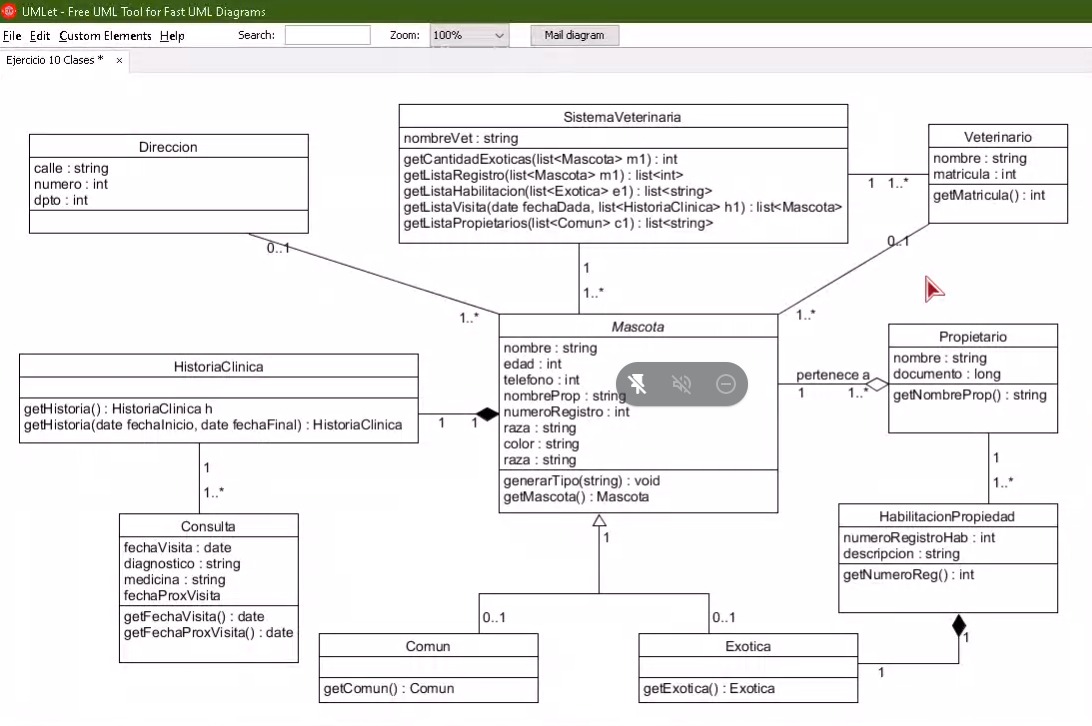 UMLet - Free UML Tool for Fast UML Diagrams
File Edit Custom Elements Help Search: Zoom: 100% Mail diagram
Ejercicio 10 Clases * ×
SistemaVeterinaria
nombreVet : string
getCantidadExoticas(list<Mascota> m1) : int
getListaRegistro(list<Mascota> m1) : list<int>
getListaHabilitacion(list<Exotica> e1) : list<string>
getListaVisita(date fechaDada, list<HistoriaClinica> h1) : list<Mascota>
getListaPropietarios(list<Comun> c1) : list<string>
Direccion
calle : string
numero : int
dpto : int
Veterinario
nombre : string
matricula : int
getMatricula() : int
1 1..*
0..1
0..1
1
1..*
1..*
1..*
Mascota
nombre : string
edad : int
telefono : int
nombreProp : string
numeroRegistro : int
raza : string
color : string
raza : string
generarTipo(string) : void
getMascota() : Mascota
Propietario
nombre : string
documento : long
getNombreProp() : string
pertenece a
1 1..*
HistoriaClinica
getHistoria() : HistoriaClinica h
getHistoria(date fechaInicio, date fechaFinal) : HistoriaClinica
1 1
1
1..*
1
1..*
Consulta
fechaVisita : date
diagnostico : string
medicina : string
fechaProxVisita
getFechaVisita() : date
getFechaProxVisita() : date
HabilitacionPropiedad
numeroRegistroHab : int
descripcion : string
getNumeroReg() : int
1
0..1
0..1
Comun
getComun() : Comun
Exotica
getExotica() : Exotica
1
1